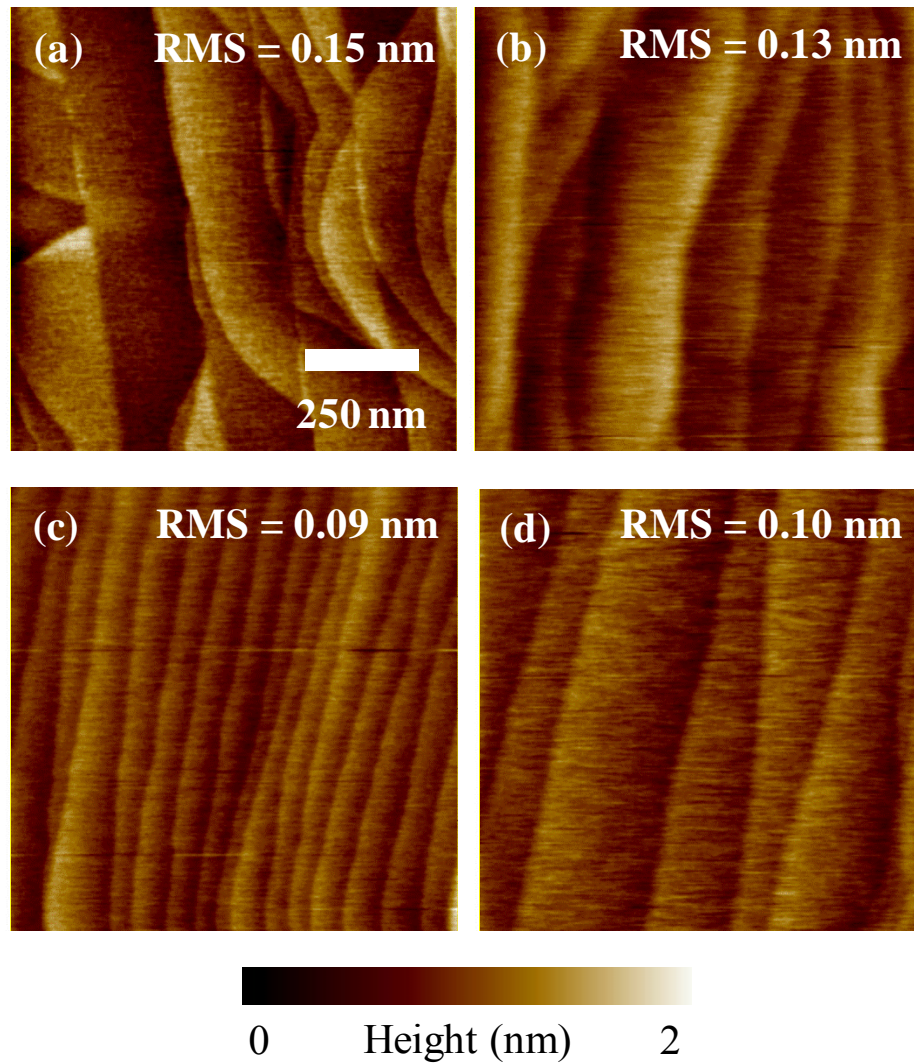 (a) RMS = 0.15 nm
(b) RMS = 0.13 nm
250 nm
(c) RMS = 0.09 nm
(d) RMS = 0.10 nm
0 Height (nm) 2